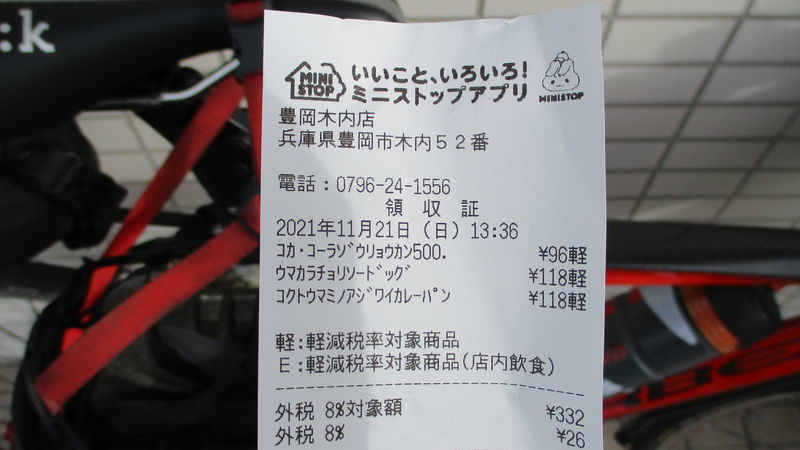 :k
MINI STOP
いいこと、いろいろ!
ミニストップアプリ
MINISTOP
豊岡木内店
兵庫県豊岡市木内52番
電話:0796-24-1556
領 収 証
2021年11月21日(日) 13:36
コカ・コーラゾウリョウカン500. ¥96軽
ウマカラチョリソードッグ ¥118軽
コクトウマミノアジワイカレーパン ¥118軽
軽:軽減税率対象商品
E:軽減税率対象商品(店内飲食)
外税 8%対象額 ¥332
外税 8% ¥26